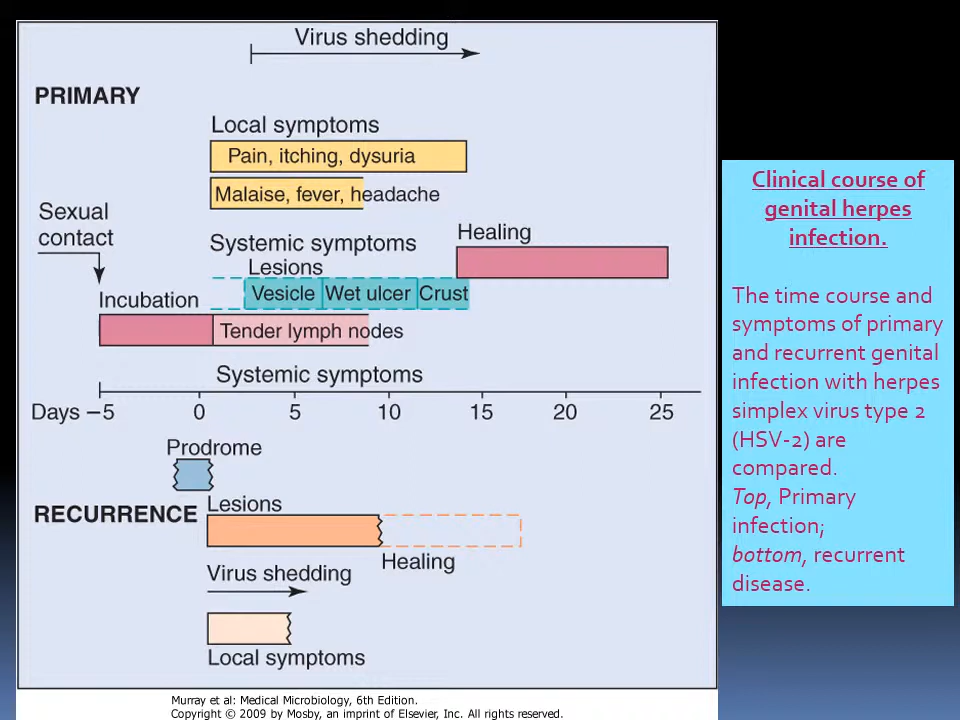 Virus shedding
PRIMARY
Local symptoms
Pain, itching, dysuria
Malaise, fever, headache
Sexual
contact
Systemic symptoms
Healing
Lesions
Vesicle Wet ulcer Crust
Incubation
Tender lymph nodes
Systemic symptoms
Days –5 0 5 10 15 20 25
Prodrome
RECURRENCE
Lesions
Healing
Virus shedding
Local symptoms
Murray et al: Medical Microbiology, 6th Edition.
Copyright © 2009 by Mosby, an imprint of Elsevier, Inc. All rights reserved.
Clinical course of
genital herpes
infection.
The time course and
symptoms of primary
and recurrent genital
infection with herpes
simplex virus type 2
(HSV-2) are
compared.
Top, Primary
infection;
bottom, recurrent
disease.